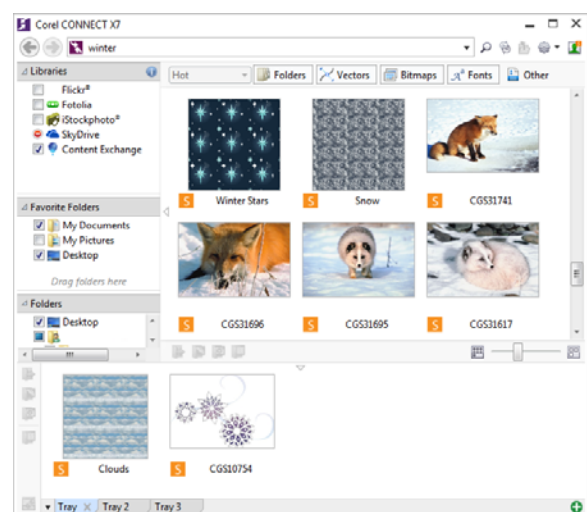 Corel CONNECT X7
winter
Libraries
Flickr®
Fotolia
iStockphoto®
SkyDrive
Content Exchange
Favorite Folders
My Documents
My Pictures
Desktop
Drag folders here
Folders
Desktop
Hot Folders Vectors Bitmaps Fonts Other
S Winter Stars S Snow S CGS31741
S CGS31696 S CGS31695 S CGS31617
S Clouds S CGS10754
Tray Tray 2 Tray 3